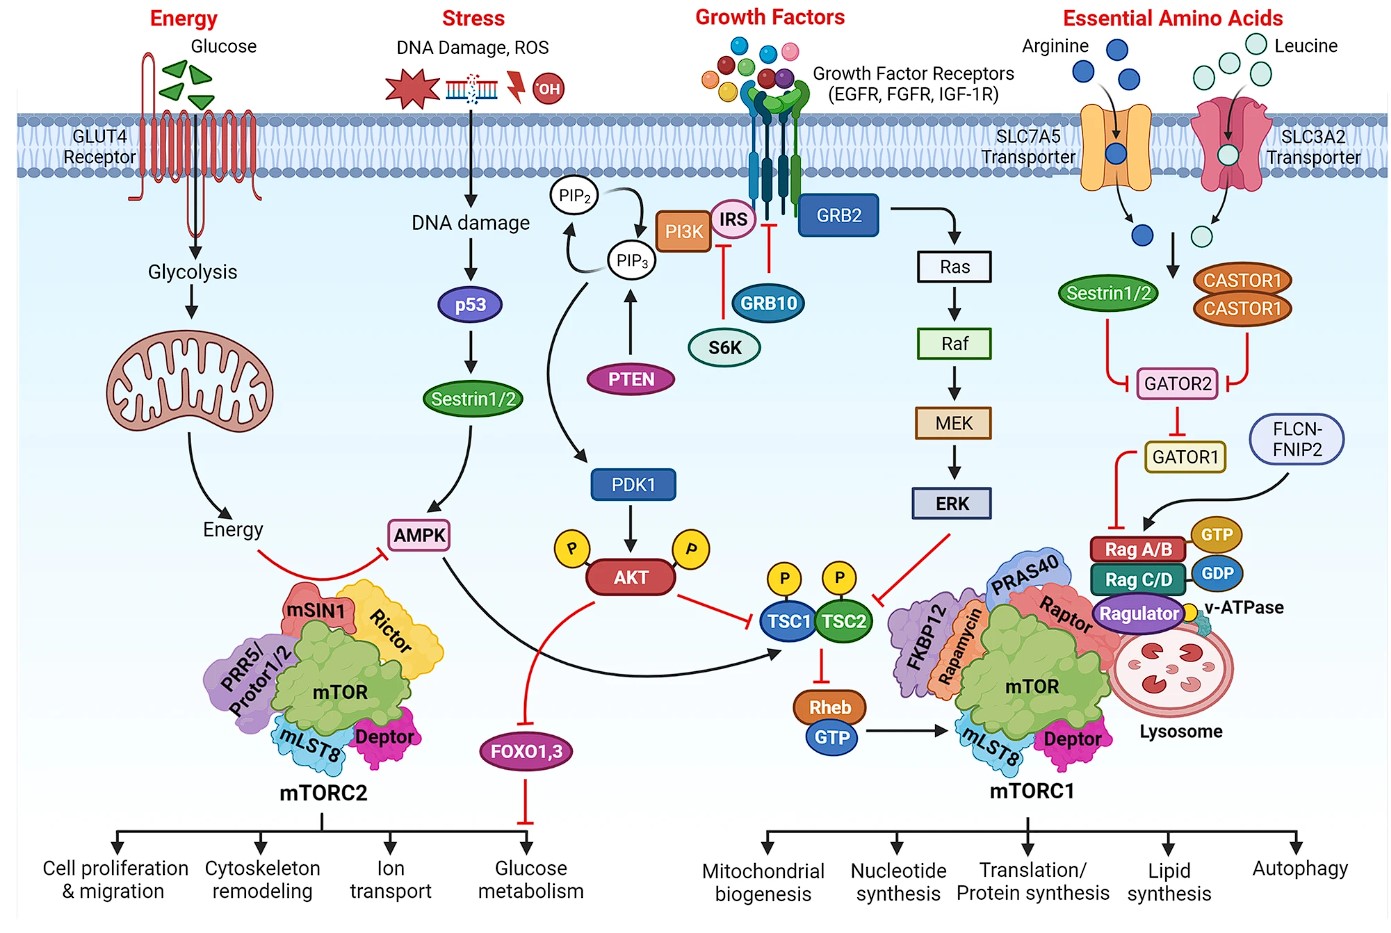 Energy
Stress
Growth Factors
Essential Amino Acids
Glucose
DNA Damage, ROS
Arginine
Leucine
Growth Factor Receptors
(EGFR, FGFR, IGF-1R)
·OH
GLUT4
Receptor
SLC7A5
Transporter
SLC3A2
Transporter
DNA damage
PIP2
PIP3
PI3K
IRS
GRB2
Glycolysis
p53
Sestrin1/2
GRB10
S6K
PTEN
Ras
Raf
MEK
ERK
Sestrin1/2
CASTOR1
CASTOR1
GATOR2
GATOR1
FLCN-
FNIP2
Energy
AMPK
PDK1
P
P
AKT
P
P
TSC1
TSC2
Rheb
GTP
FOXO1,3
Rag A/B
GTP
Rag C/D
GDP
Ragulator
v-ATPase
Lysosome
mSIN1
Rictor
PRR5/
Protor1/2
mTOR
mLST8
Deptor
mTORC2
PRAS40
FKBP12
Rapamycin
Raptor
mTOR
mLST8
Deptor
mTORC1
Cell proliferation
& migration
Cytoskeleton
remodeling
Ion
transport
Glucose
metabolism
Mitochondrial
biogenesis
Nucleotide
synthesis
Translation/
Protein synthesis
Lipid
synthesis
Autophagy